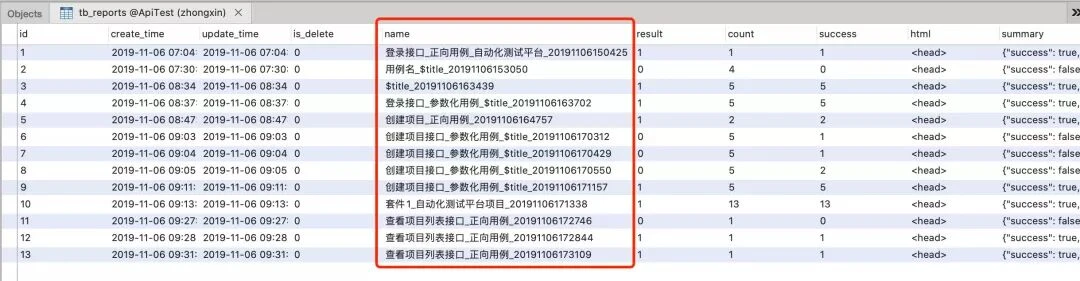 Objects tb_reports @ApiTest (zhongxin)
id create_time update_time is_delete name result count success html summary
1 2019-11-06 07:04: 2019-11-06 07:04: 0 登录接口_正向用例_自动化测试平台_20191106150425 1 1 1 <head> {"success": true,
2 2019-11-06 07:30: 2019-11-06 07:30: 0 用例名_$title_20191106153050 0 4 0 <head> {"success": false
3 2019-11-06 08:34 2019-11-06 08:34 0 $title_20191106163439 1 5 5 <head> {"success": true,
4 2019-11-06 08:37: 2019-11-06 08:37: 0 登录接口_参数化用例_$title_20191106163702 1 5 5 <head> {"success": true,
5 2019-11-06 08:47 2019-11-06 08:47 0 创建项目_正向用例_20191106164757 1 2 2 <head> {"success": true,
6 2019-11-06 09:03 2019-11-06 09:03 0 创建项目接口_参数化用例_$title_20191106170312 0 5 1 <head> {"success": false
7 2019-11-06 09:04 2019-11-06 09:04 0 创建项目接口_参数化用例_$title_20191106170429 0 5 1 <head> {"success": false
8 2019-11-06 09:05 2019-11-06 09:05 0 创建项目接口_参数化用例_$title_20191106170550 0 5 2 <head> {"success": false
9 2019-11-06 09:11: 2019-11-06 09:11: 0 创建项目接口_参数化用例_$title_20191106171157 1 5 5 <head> {"success": true,
10 2019-11-06 09:13: 2019-11-06 09:13: 0 套件1_自动化测试平台项目_20191106171338 1 13 13 <head> {"success": true,
11 2019-11-06 09:27: 2019-11-06 09:27: 0 查看项目列表接口_正向用例_20191106172746 0 1 0 <head> {"success": false
12 2019-11-06 09:28 2019-11-06 09:28 0 查看项目列表接口_正向用例_20191106172844 1 1 1 <head> {"success": true,
13 2019-11-06 09:31: 2019-11-06 09:31: 0 查看项目列表接口_正向用例_20191106173109 1 1 1 <head> {"success": true,